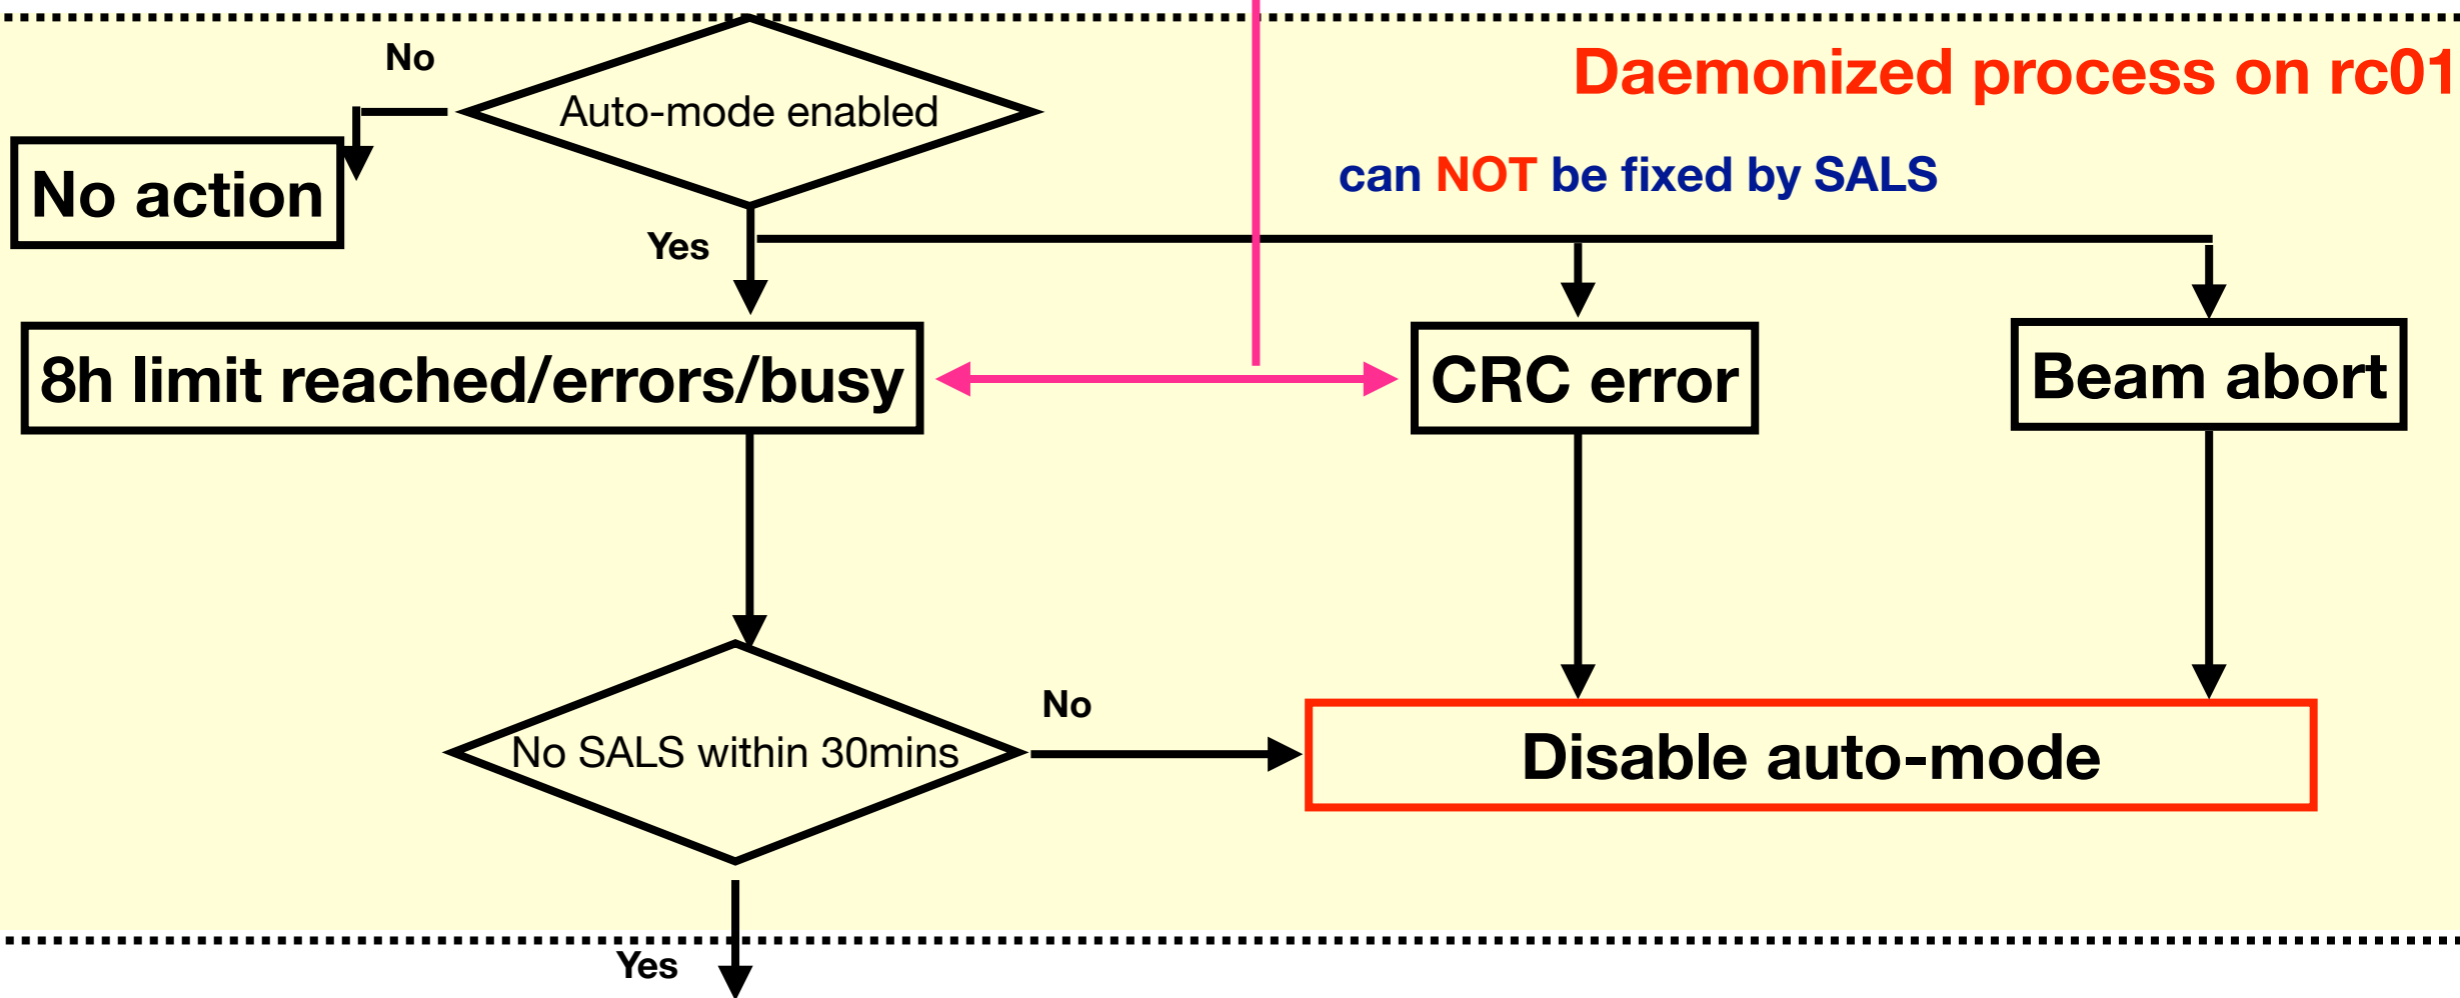 No
Daemonized process on rc01
Auto-mode enabled
can NOT be fixed by SALS
No action
Yes
8h limit reached/errors/busy
CRC error
Beam abort
No
No SALS within 30mins
Disable auto-mode
Yes